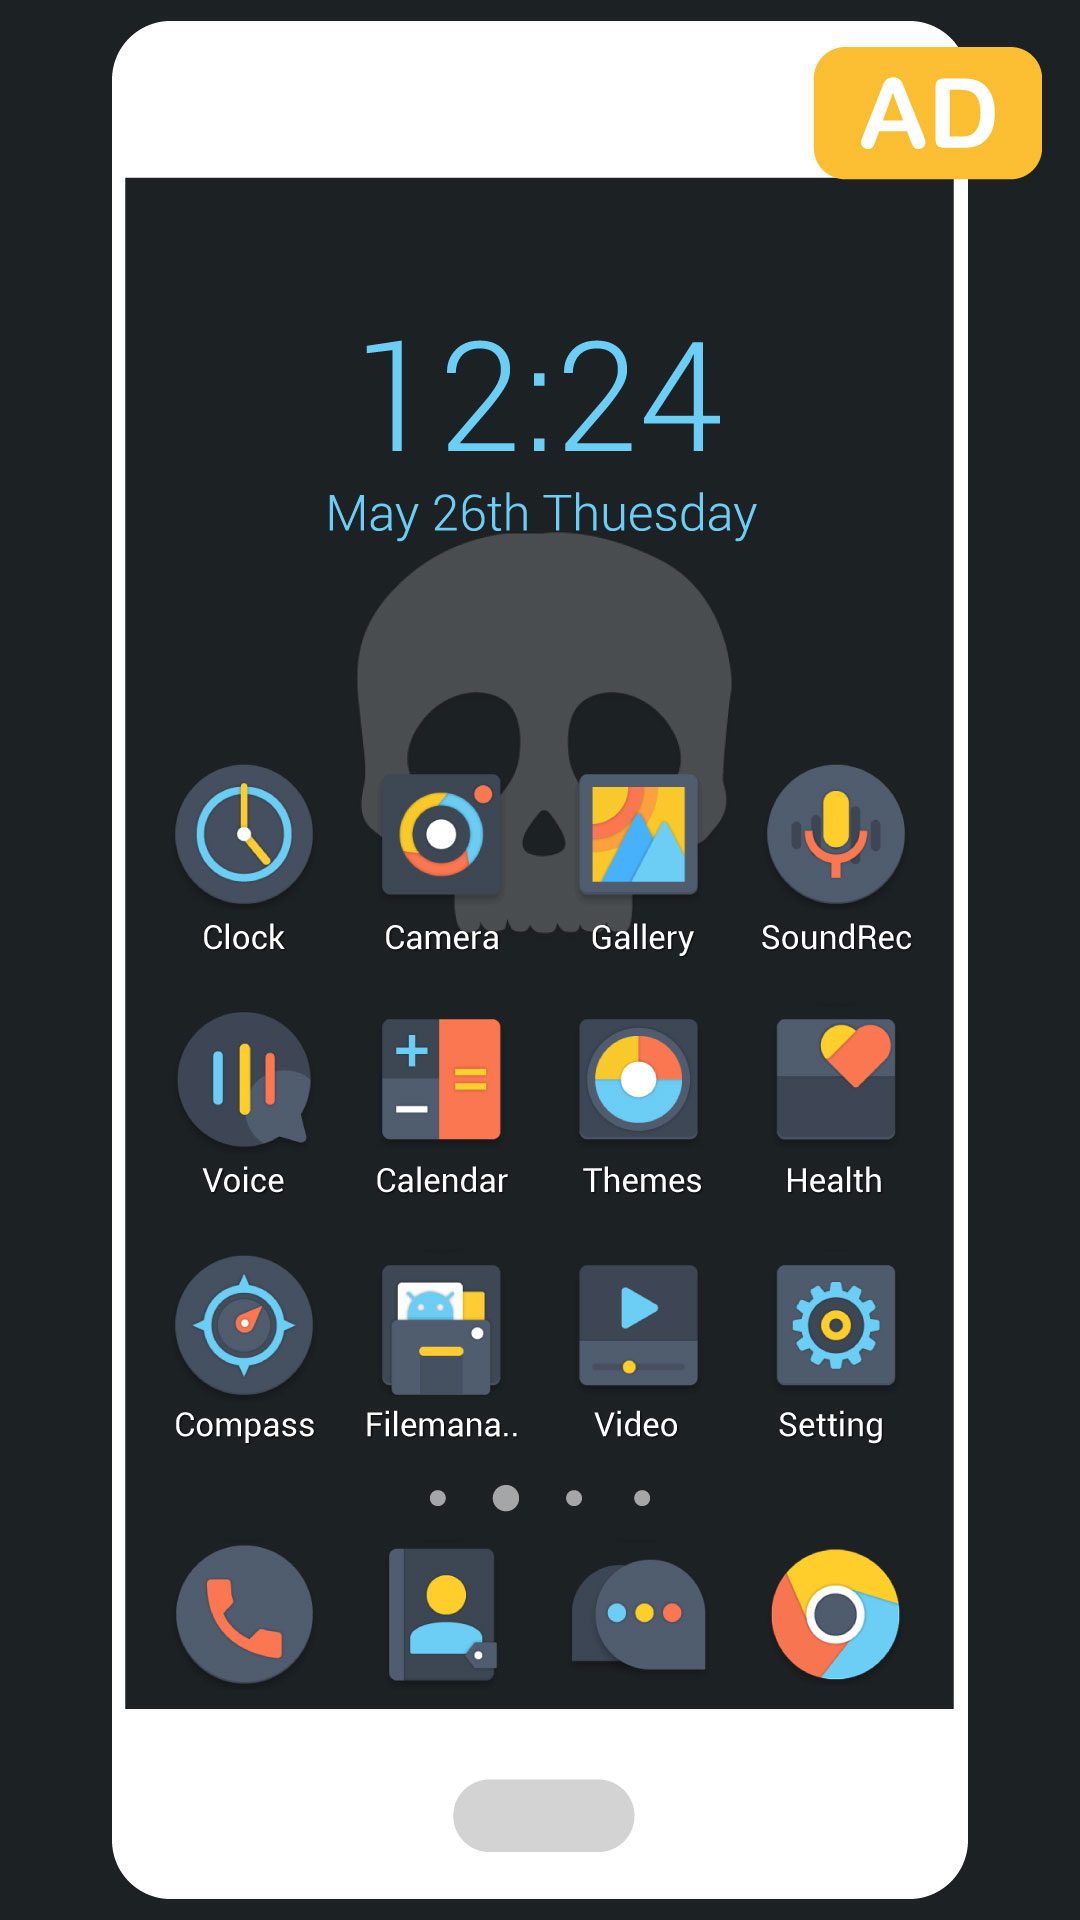 AD
12:24
May 26th Thuesday
Clock Camera Gallery SoundRec
Voice Calendar Themes Health
Compass Filemana.. Video Setting